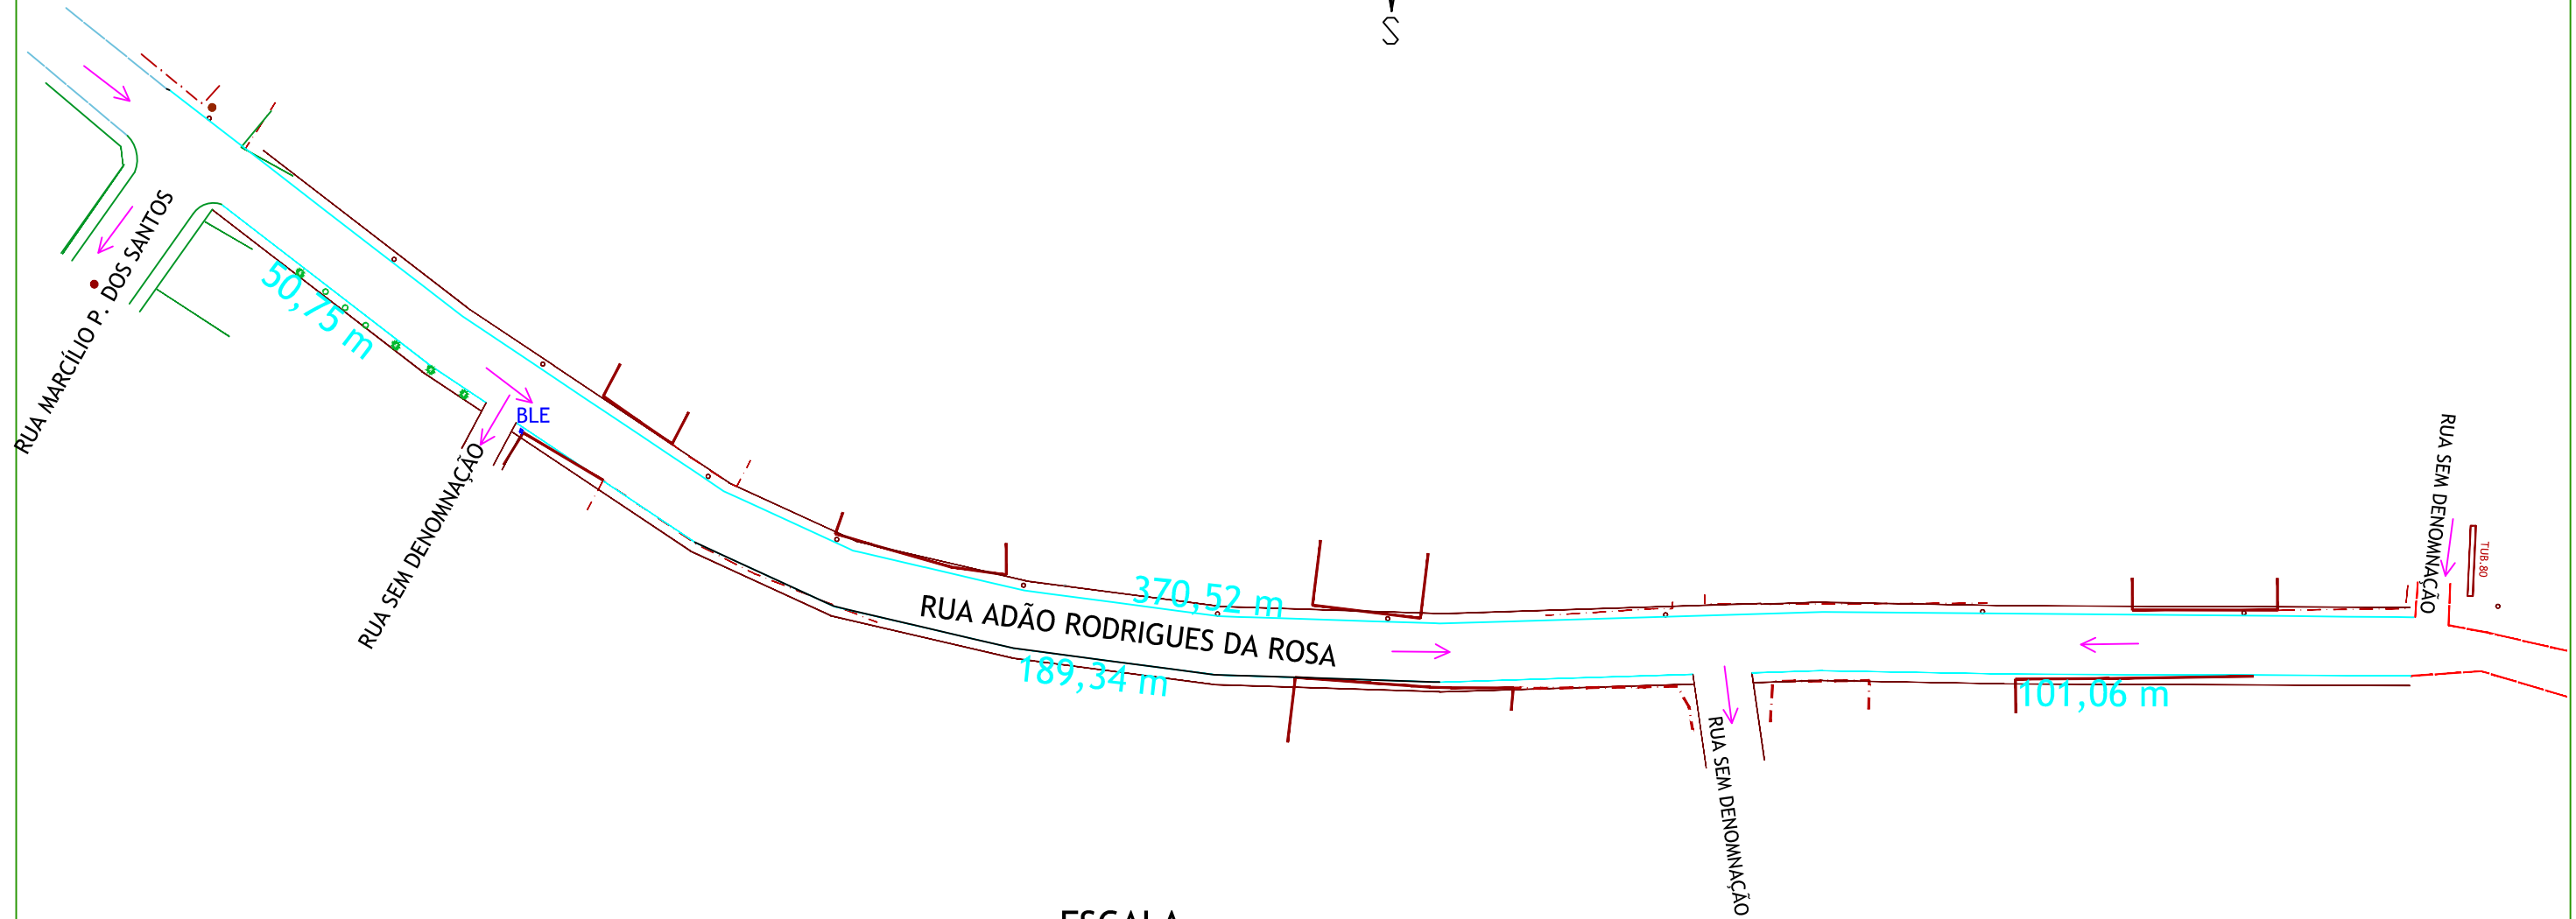 S
RUA MARCÍLIO P. DOS SANTOS
50,75 m
BLE
RUA SEM DENOMNAÇÃO
370,52 m
RUA ADÃO RODRIGUES DA ROSA
189,34 m
RUA SEM DENOMNAÇÃO
TUB.80
101,06 m
RUA SEM DENOMNAÇÃO
ESCALA